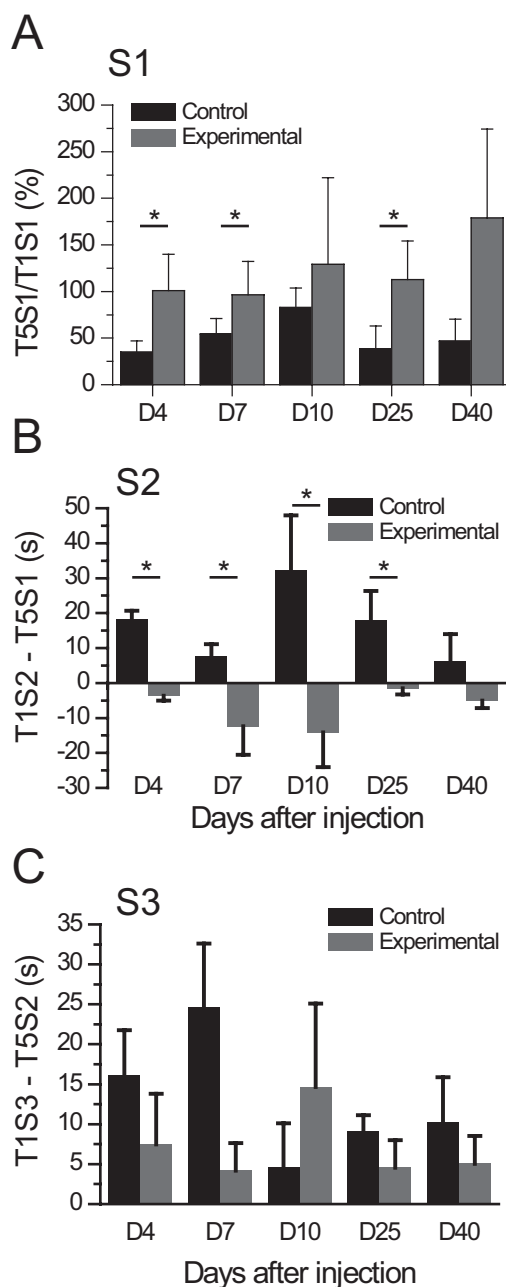 A
S1
Control
Experimental
T5S1/T1S1 (%)
300
250
200
150
100
50
0
* * *
D4 D7 D10 D25 D40
B
S2
Control
Experimental
T1S2 - T5S1 (s)
50
40
30
20
10
0
-10
-20
-30
* * * *
D4 D7 D10 D25 D40
Days after injection
C
S3
Control
Experimental
T1S3 - T5S2 (s)
35
30
25
20
15
10
5
0
D4 D7 D10 D25 D40
Days after injection